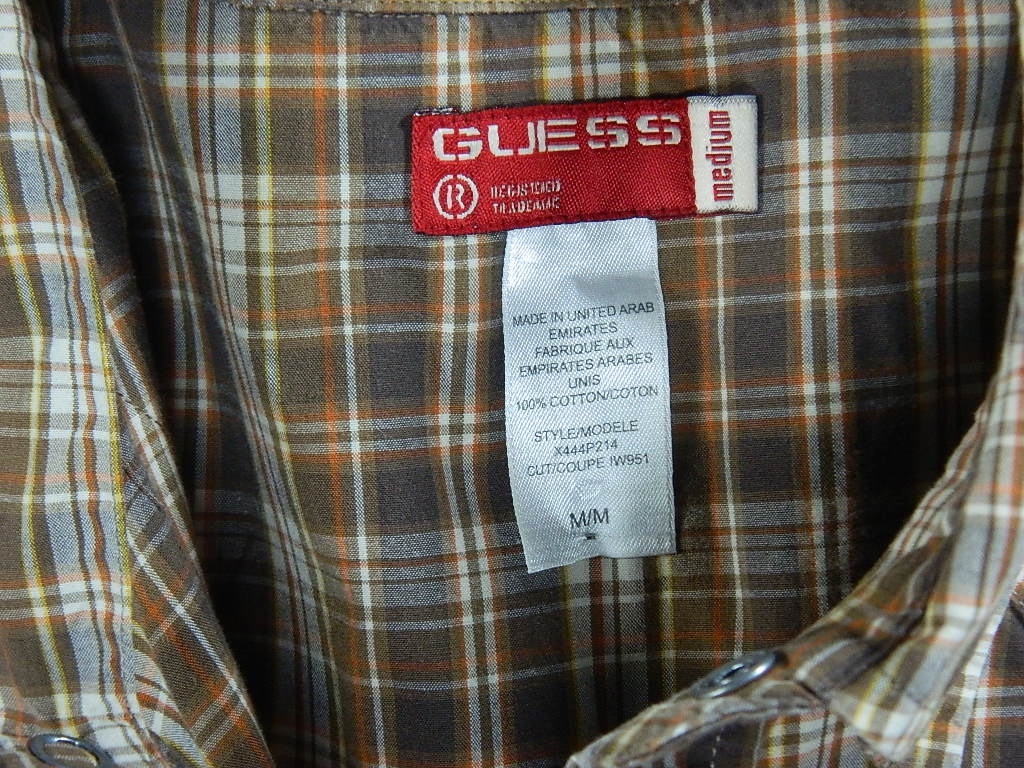 GUESS
medium
® REGISTERED
TRADEMARK
MADE IN UNITED ARAB
EMIRATES
FABRIQUE AUX
EMPIRATES ARABES
UNIS
100% COTTON/COTON
STYLE/MODELE
X444P214
CUT/COUPE IW951
M/M